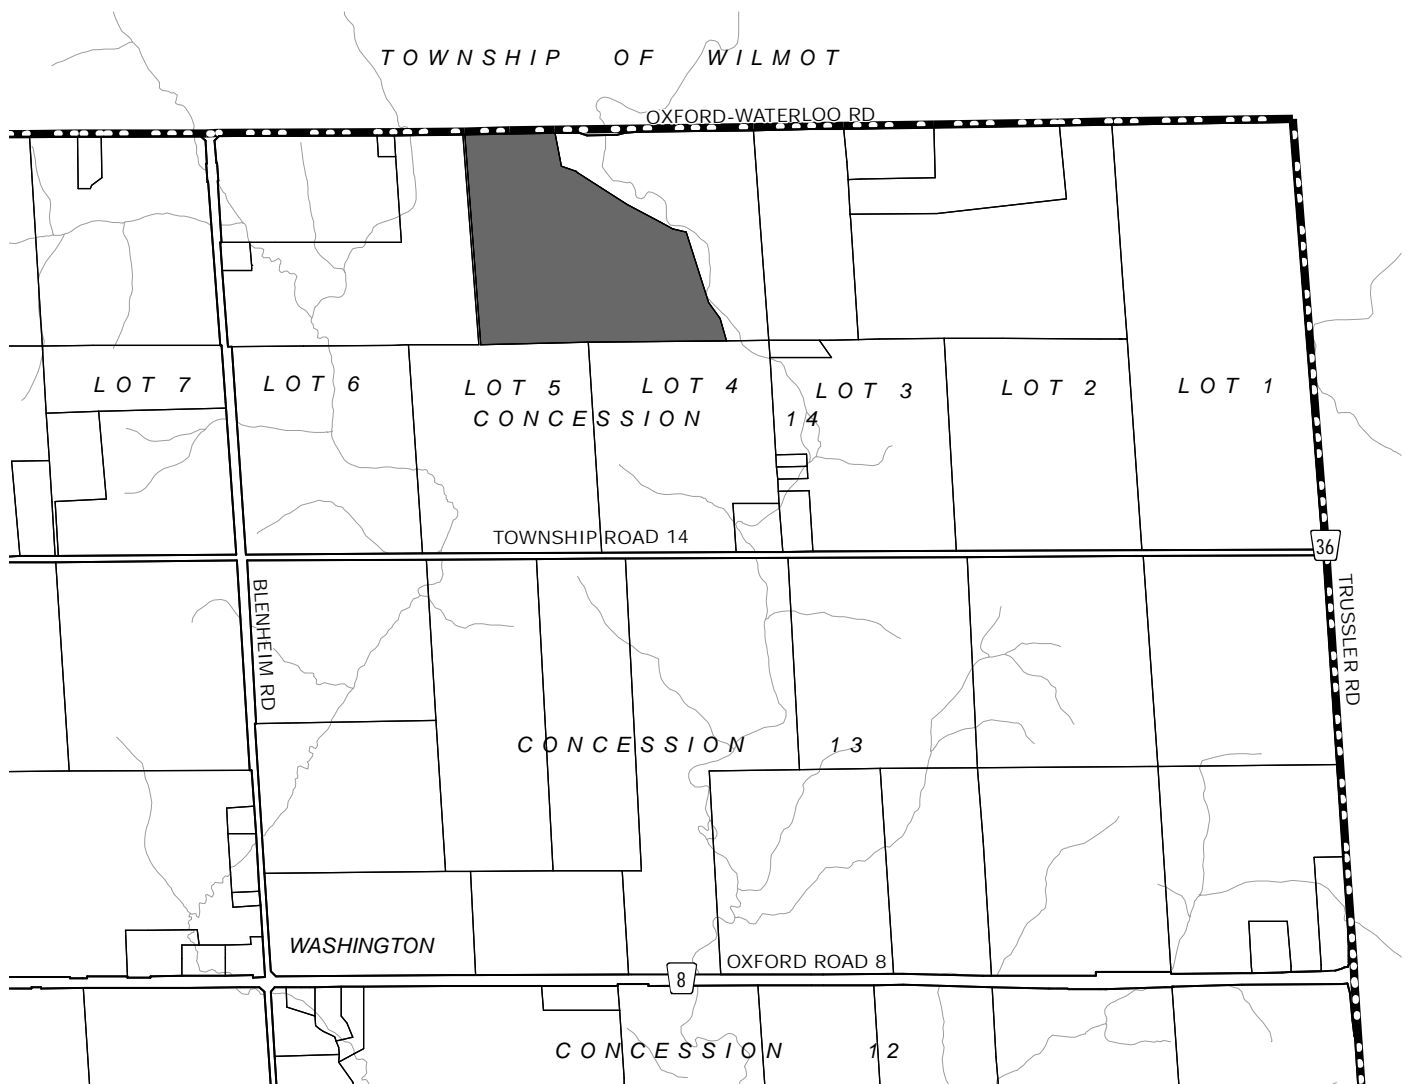 TOWNSHIP OF WILMOT
OXFORD-WATERLOO RD
LOT 7
LOT 6
LOT 5
LOT 4
LOT 3
LOT 2
LOT 1
CONCESSION 14
TOWNSHIP ROAD 14
36
BLENHEIM RD
TRUSSLER RD
CONCESSION 13
WASHINGTON
OXFORD ROAD 8
8
CONCESSION 12